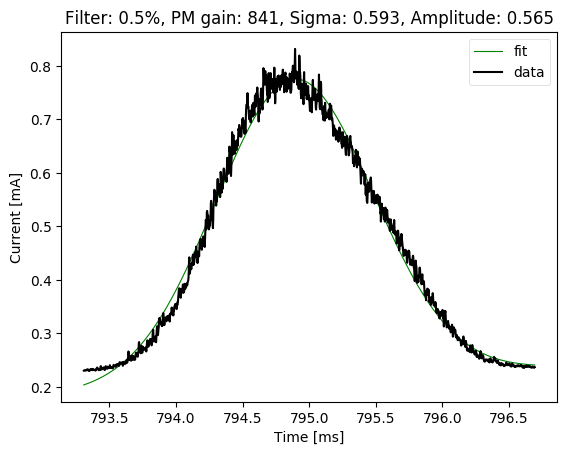 Filter: 0.5%, PM gain: 841, Sigma: 0.593, Amplitude: 0.565
fit
data
0.8
0.7
0.6
0.5
0.4
0.3
0.2
Current [mA]
793.5 794.0 794.5 795.0 795.5 796.0 796.5
Time [ms]